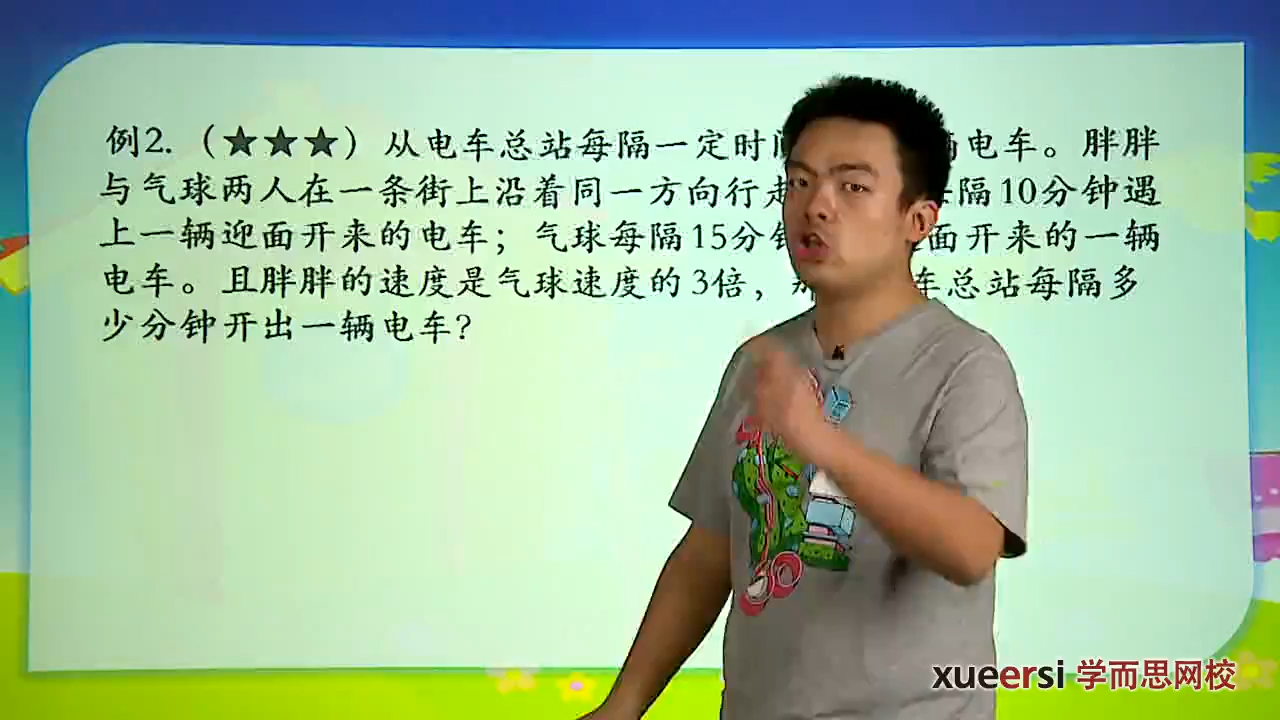 例2.（★★★）从电车总站每隔一定时 电车。胖胖
与气球两人在一条街上沿着同一方向行 隔10分钟遇
上一辆迎面开来的电车；气球每隔15分 面开来的一辆
电车。且胖胖的速度是气球速度的3倍， 车总站每隔多
少分钟开出一辆电车？
xueersi 学而思网校